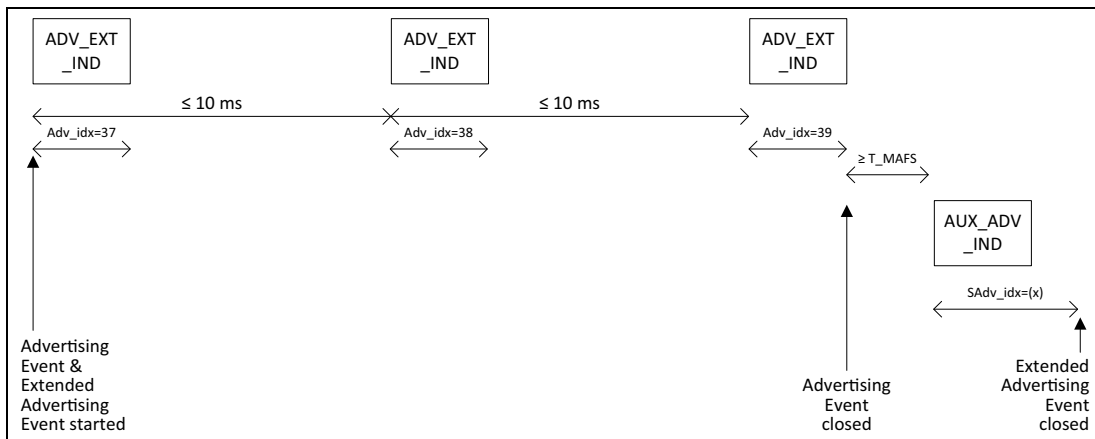 ADV_EXT
_IND
ADV_EXT
_IND
ADV_EXT
_IND
≤ 10 ms
≤ 10 ms
Adv_idx=37
Adv_idx=38
Adv_idx=39
≥ T_MAFS
AUX_ADV
_IND
SAdv_idx=(x)
Advertising
Event &
Extended
Advertising
Event started
Advertising
Event
closed
Extended
Advertising
Event
closed